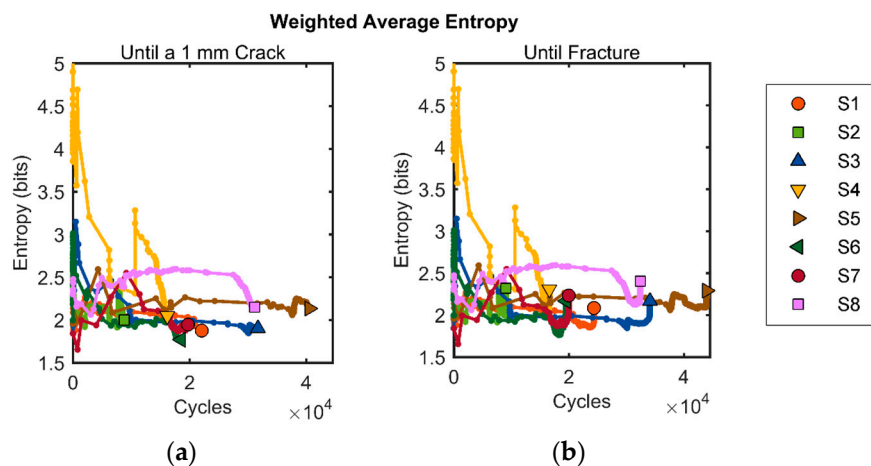 Weighted Average Entropy
Until a 1 mm Crack
Until Fracture
Entropy (bits)
5
4.5
4
3.5
3
2.5
2
1.5
0
2
4
Cycles
×10⁴
(a)
Entropy (bits)
5
4.5
4
3.5
3
2.5
2
1.5
0
2
4
Cycles
×10⁴
(b)
S1
S2
S3
S4
S5
S6
S7
S8